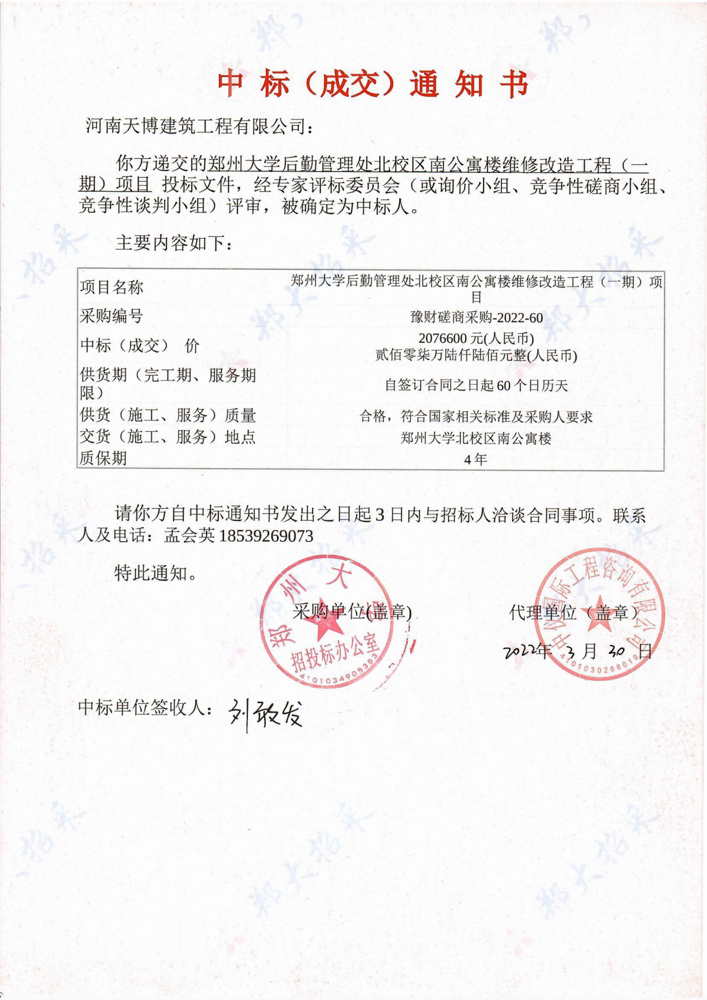 中标（成交）通知书
河南天博建筑工程有限公司：
你方递交的郑州大学后勤管理处北校区南公寓楼维修改造工程（一
期）项目 投标文件，经专家评标委员会（或询价小组、竞争性磋商小组、
竞争性谈判小组）评审，被确定为中标人。
主要内容如下：
项目名称
郑州大学后勤管理处北校区南公寓楼维修改造工程（一期）项
目
采购编号
豫财磋商采购-2022-60
中标（成交） 价
2076600 元(人民币)
贰佰零柒万陆仟陆佰元整(人民币)
供货期（完工期、服务期
限）
自签订合同之日起 60 个日历天
供货（施工、服务）质量
合格，符合国家相关标准及采购人要求
交货（施工、服务）地点
郑州大学北校区南公寓楼
质保期
4 年
请你方自中标通知书发出之日起 3 日内与招标人洽谈合同事项。联系
人及电话：孟会英 18539269073
特此通知。
采购单位(盖章)
郑州大学
招投标办公室
4101034905353
代理单位（盖章）
中仪国际工程咨询有限公司
4101030268019
2022年 3 月 30 日
中标单位签收人：刘敢发